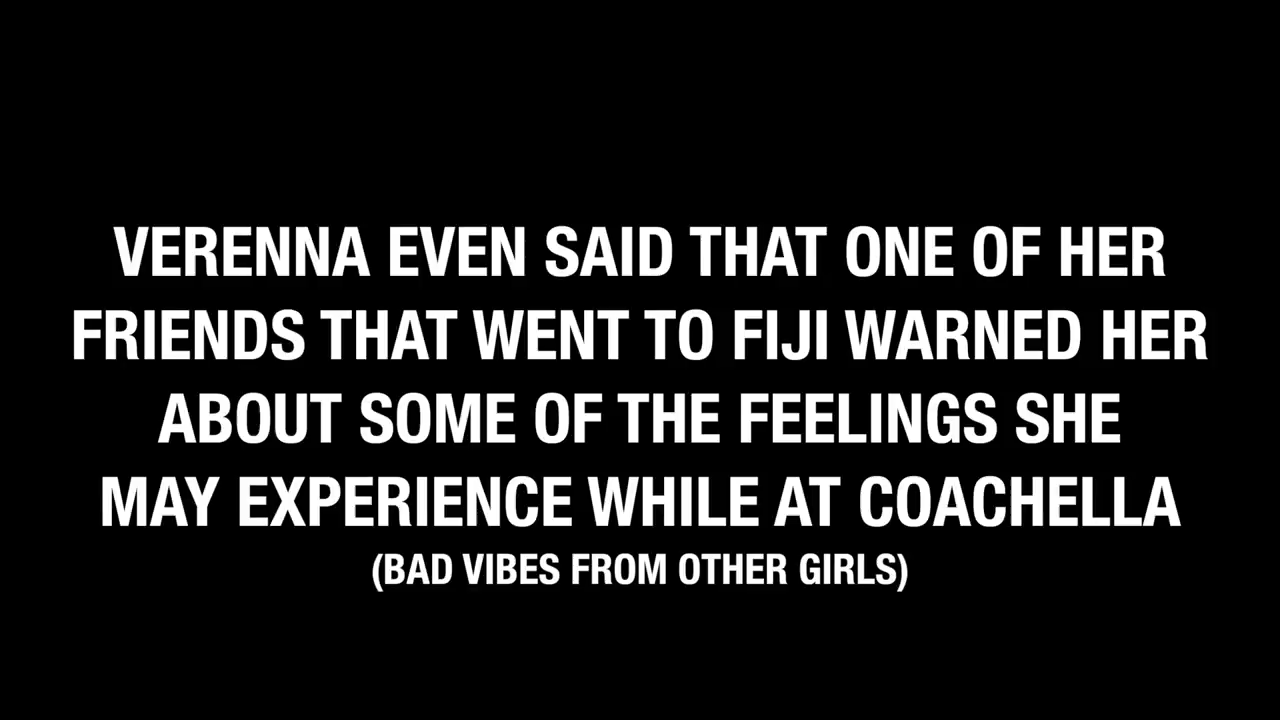 VERENNA EVEN SAID THAT ONE OF HER
FRIENDS THAT WENT TO FIJI WARNED HER
ABOUT SOME OF THE FEELINGS SHE
MAY EXPERIENCE WHILE AT COACHELLA
(BAD VIBES FROM OTHER GIRLS)